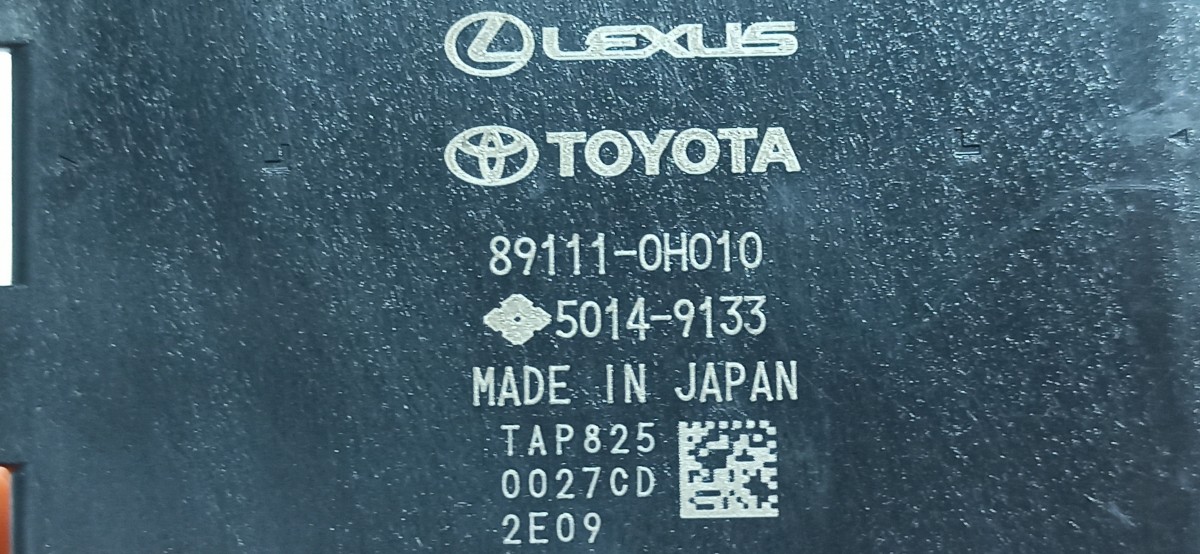 LEXUS
TOYOTA
89111-0H010
5014-9133
MADE IN JAPAN
TAP825
0027CD
2E09